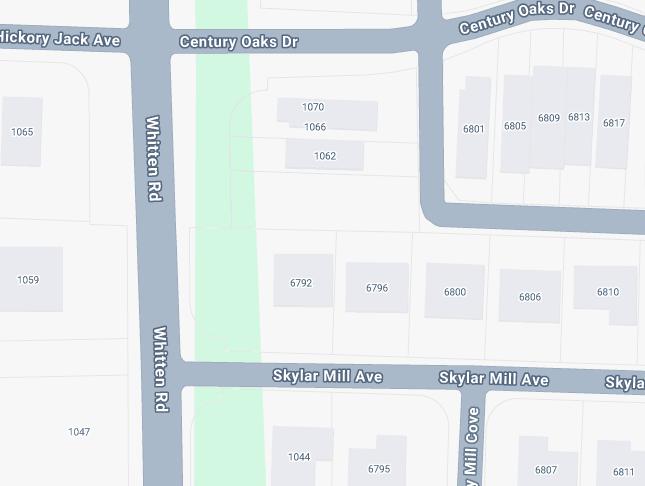 Hickory Jack Ave
Century Oaks Dr
Century Oaks Dr
Century
Whitten Rd
1065
1070
1066
1062
6801
6805
6809
6813
6817
1059
6792
6796
6800
6806
6810
Whitten Rd
Skylar Mill Ave
Skylar Mill Ave
Skyla
1047
1044
6795
Mill Cove
6807
6811